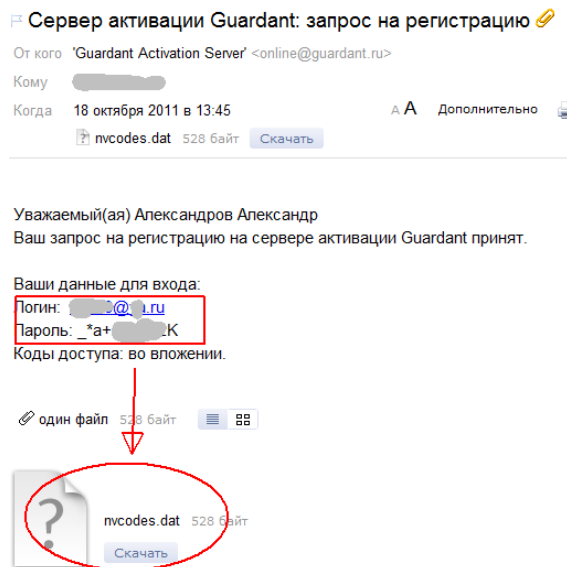 Сервер активации Guardant: запрос на регистрацию
От кого 'Guardant Activation Server' <online@guardant.ru>
Кому
Когда 18 октября 2011 в 13:45 А А Дополнительно
nvcodes.dat 528 байт Скачать
Уважаемый(ая) Александров Александр
Ваш запрос на регистрацию на сервере активации Guardant принят.
Ваши данные для входа:
Логин: @ .ru
Пароль: _*a+ K
Коды доступа: во вложении.
один файл 528 байт
?
nvcodes.dat 528 байт
Скачать